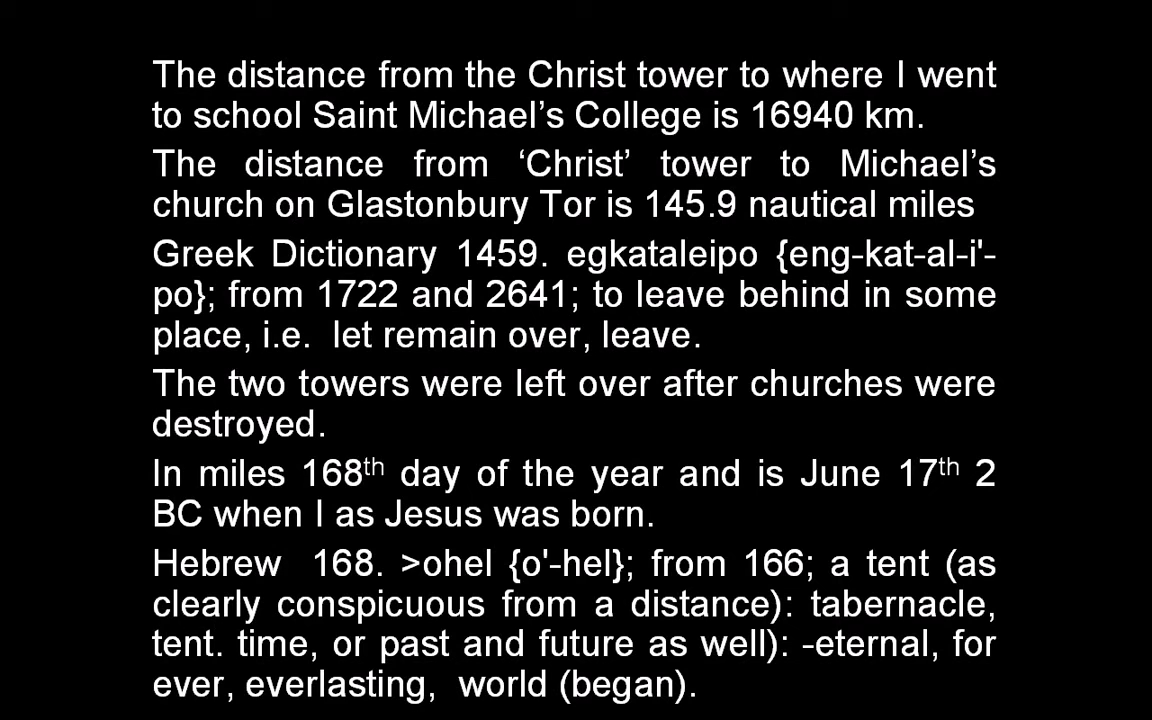 The distance from the Christ tower to where I went
to school Saint Michael’s College is 16940 km.
The distance from ‘Christ’ tower to Michael’s
church on Glastonbury Tor is 145.9 nautical miles
Greek Dictionary 1459. egkataleipo {eng-kat-al-i'-
po}; from 1722 and 2641; to leave behind in some
place, i.e. let remain over, leave.
The two towers were left over after churches were
destroyed.
In miles 168th day of the year and is June 17th 2
BC when I as Jesus was born.
Hebrew 168. >ohel {o'-hel}; from 166; a tent (as
clearly conspicuous from a distance): tabernacle,
tent. time, or past and future as well): -eternal, for
ever, everlasting, world (began).